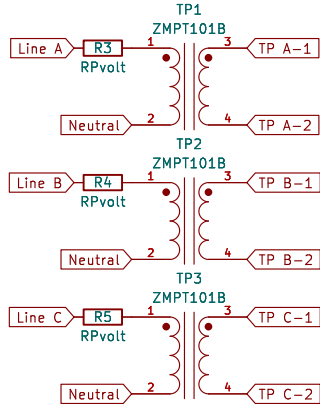 TP1
ZMPT101B
Line A R3 1 3 TP A-1
RPvolt
Neutral 2 4 TP A-2
TP2
ZMPT101B
Line B R4 1 3 TP B-1
RPvolt
Neutral 2 4 TP B-2
TP3
ZMPT101B
Line C R5 1 3 TP C-1
RPvolt
Neutral 2 4 TP C-2